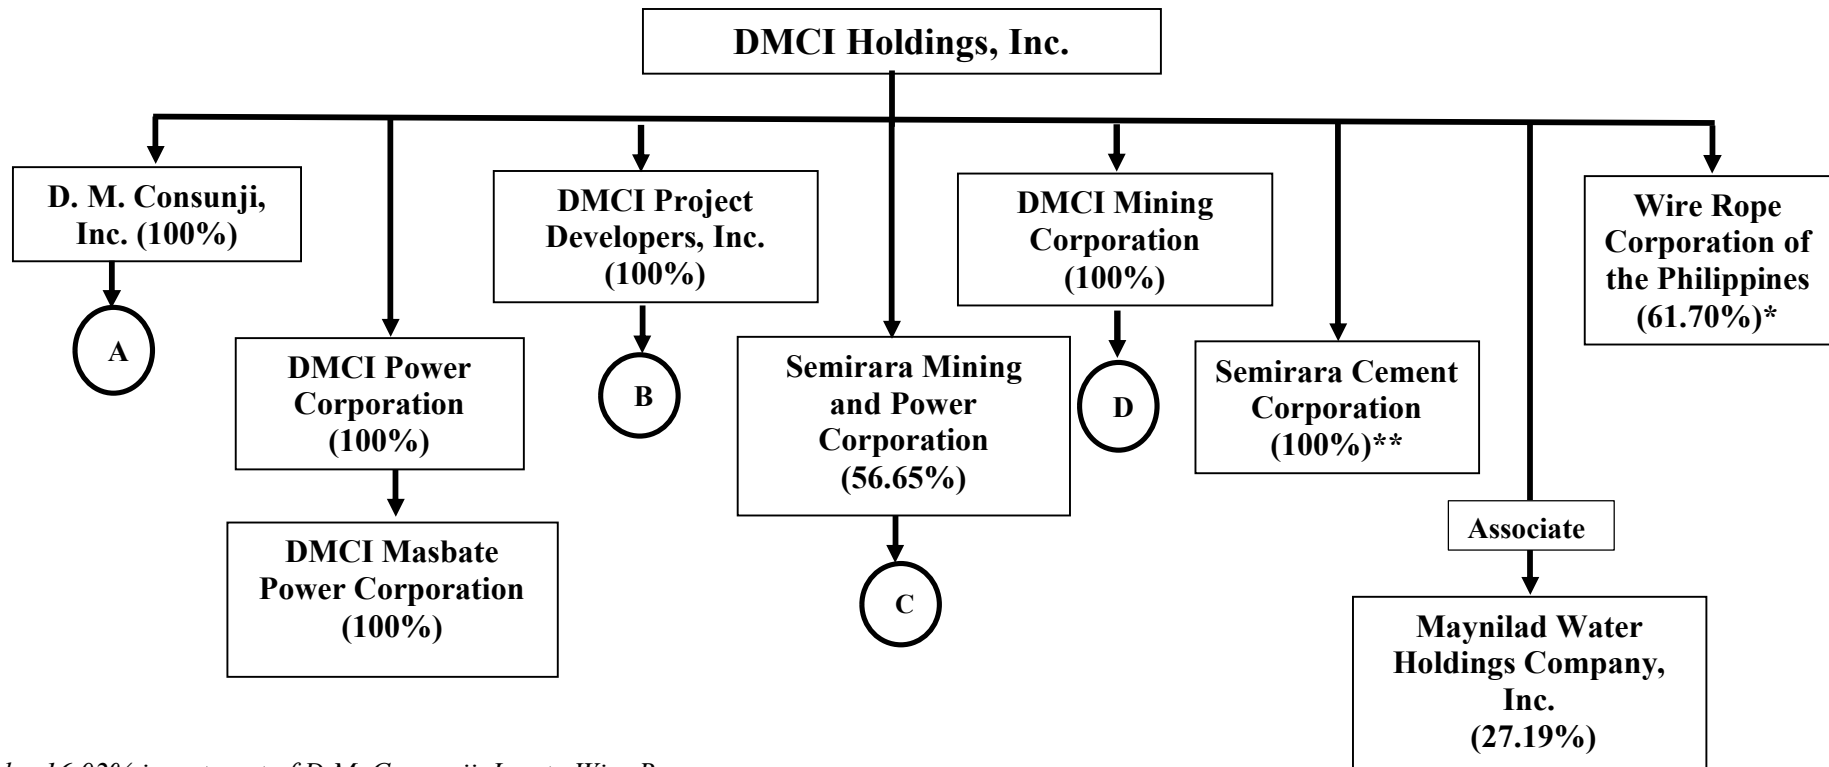 DMCI Holdings, Inc.
D. M. Consunji,
Inc. (100%)
A
DMCI Power
Corporation
(100%)
DMCI Masbate
Power Corporation
(100%)
DMCI Project
Developers, Inc.
(100%)
B
Semirara Mining
and Power
Corporation
(56.65%)
C
DMCI Mining
Corporation
(100%)
D
Semirara Cement
Corporation
(100%)**
Associate
Maynilad Water
Holdings Company,
Inc.
(27.19%)
Wire Rope
Corporation of
the Philippines
(61.70%)*